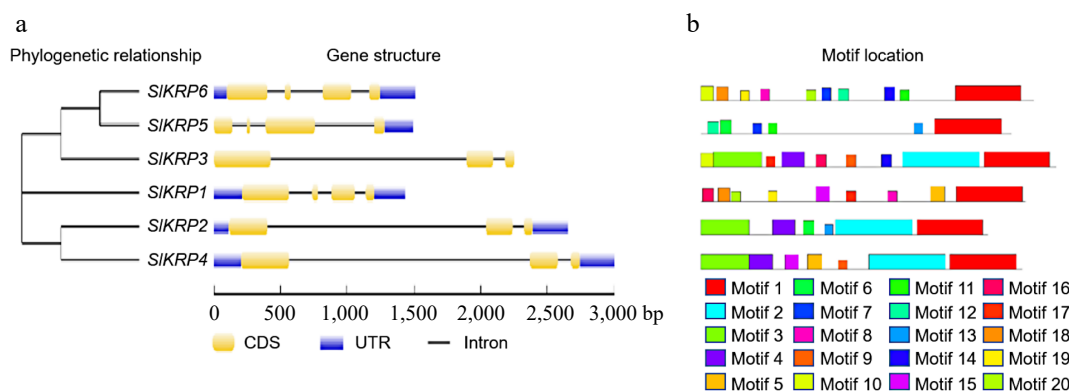 a
b
Phylogenetic relationship
Gene structure
Motif location
SlKRP6
SlKRP5
SlKRP3
SlKRP1
SlKRP2
SlKRP4
0 500 1,000 1,500 2,000 2,500 3,000 bp
CDS UTR Intron
Motif 1 Motif 6 Motif 11 Motif 16
Motif 2 Motif 7 Motif 12 Motif 17
Motif 3 Motif 8 Motif 13 Motif 18
Motif 4 Motif 9 Motif 14 Motif 19
Motif 5 Motif 10 Motif 15 Motif 20